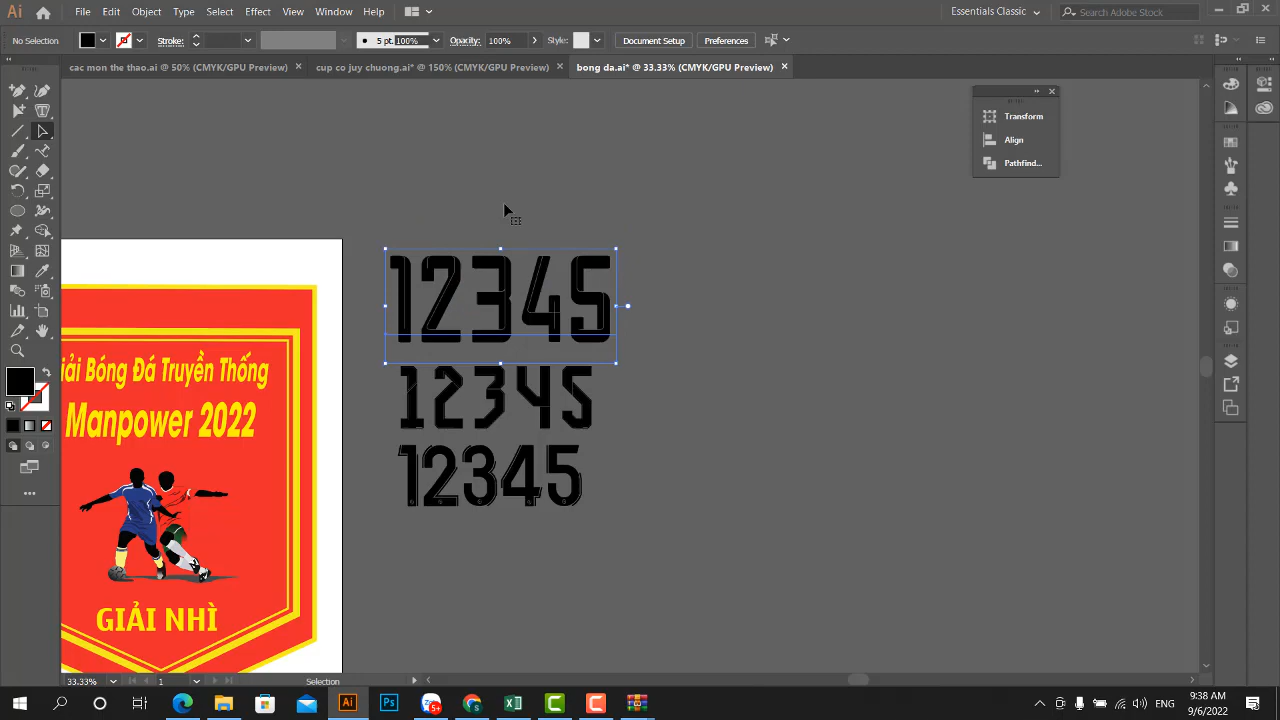 Ai File Edit Object Type Select Effect View Window Help Essentials Classic Search Adobe Stock
No Selection Stroke: 5 pt. 100% Opacity: 100% Style: Document Setup Preferences
cac mon the thao.ai @ 50% (CMYK/GPU Preview) cup co juy chuong.ai* @ 150% (CMYK/GPU Preview) bong da.ai* @ 33.33% (CMYK/GPU Preview)
Transform
Align
Pathfind...
12345
12345
12345
iải Bóng Đá Truyền Thống
Manpower 2022
GIẢI NHÌ
33.33% 1 Selection
Ai Ps 5+
9:38 AM
9/6/2022